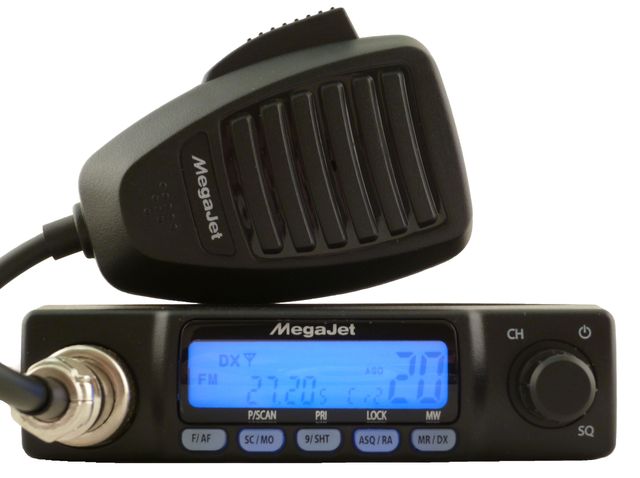 MegaJet
MegaJet
CH
DX
ASQ
20
FM
27.205
P/SCAN PRI LOCK MW
F/AF SC/MO 9/SHT ASQ/RA MR/DX
SQ